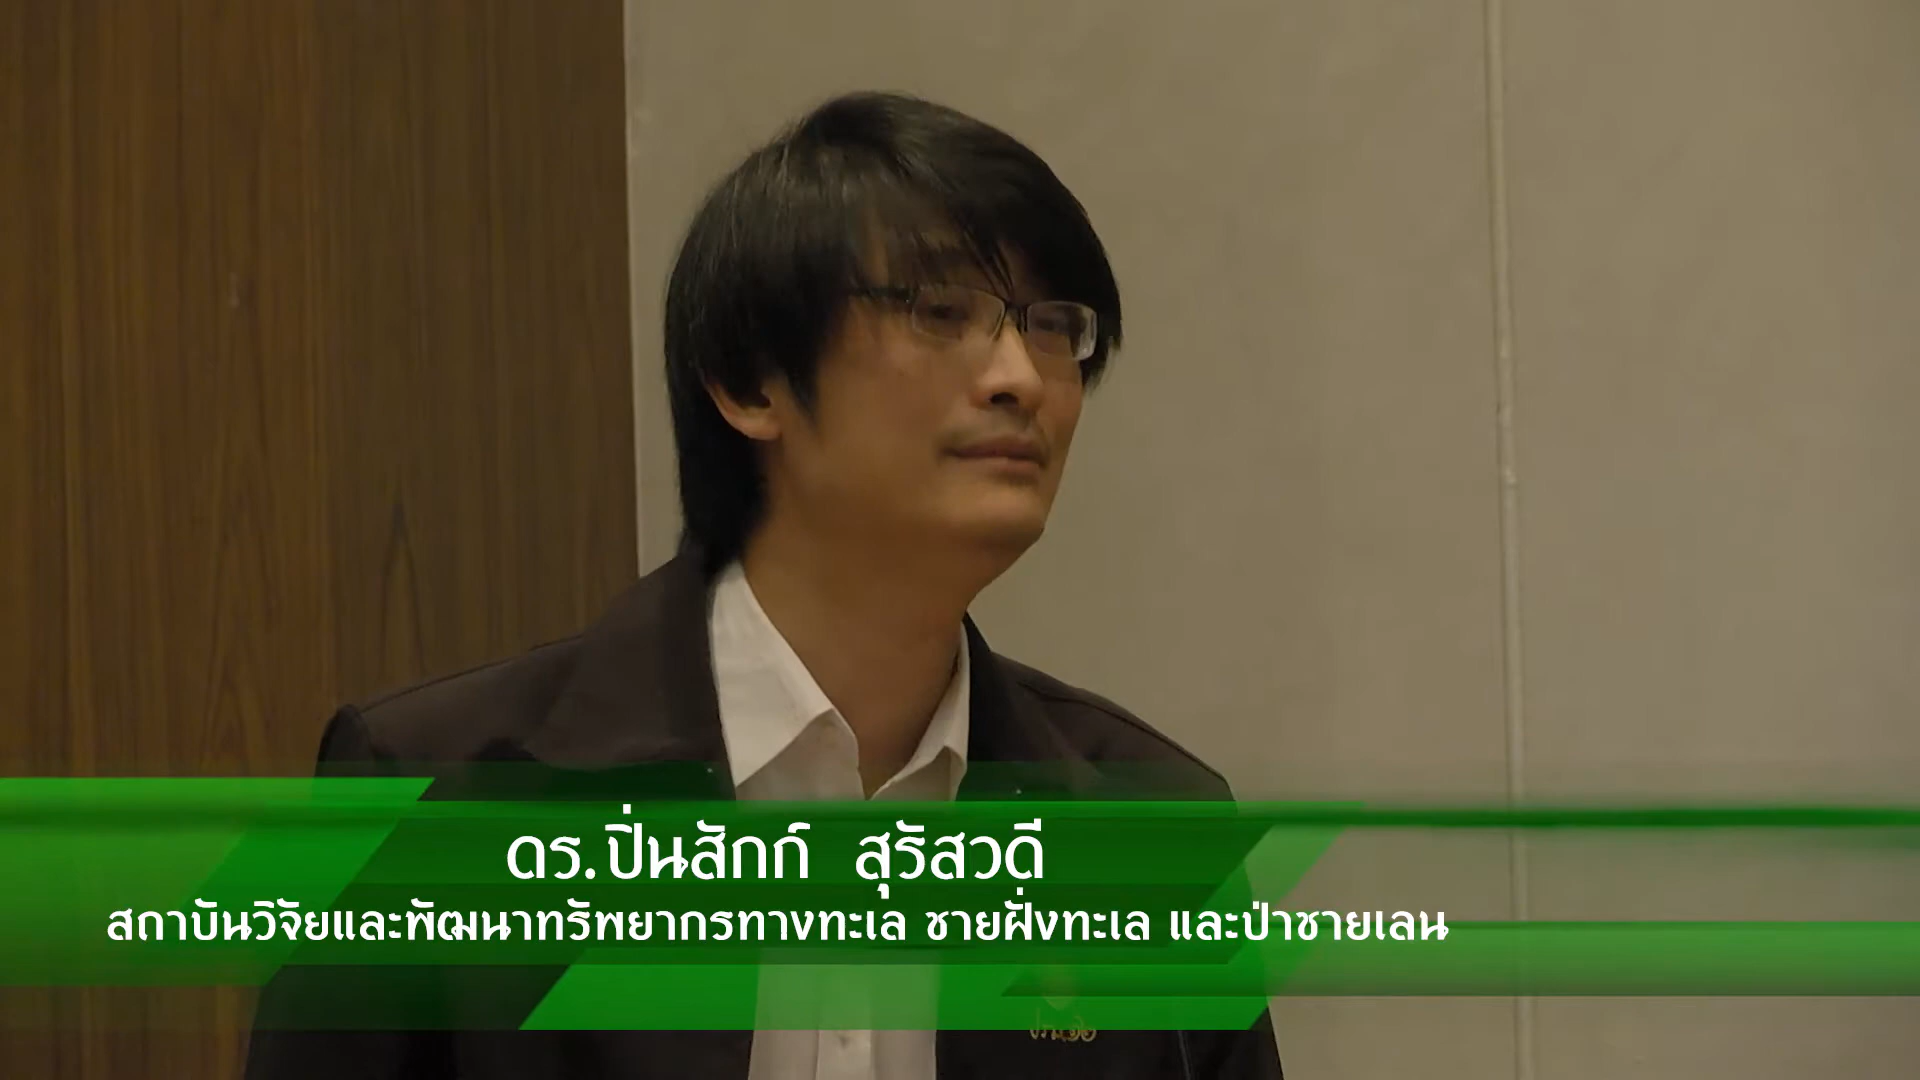 ดร.ปิ่นสักก์ สุรัสวดี
สถาบันวิจัยและพัฒนาทรัพยากรทางทะเล ชายฝั่งทะเล และป่าชายเลน